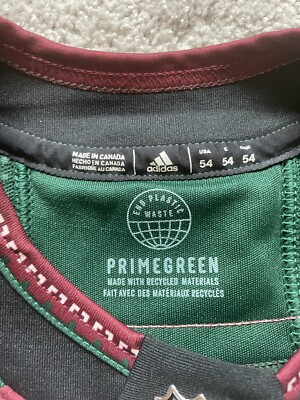 MADE IN CANADA
HECHO EN CANADA
FABRIQUÉ AU CANADA
adidas
USA
54
C
54
54
END PLASTIC
WASTE
PRIMEGREEN
MADE WITH RECYCLED MATERIALS
FAIT AVEC DES MATÉRIAUX RECYCLÉS